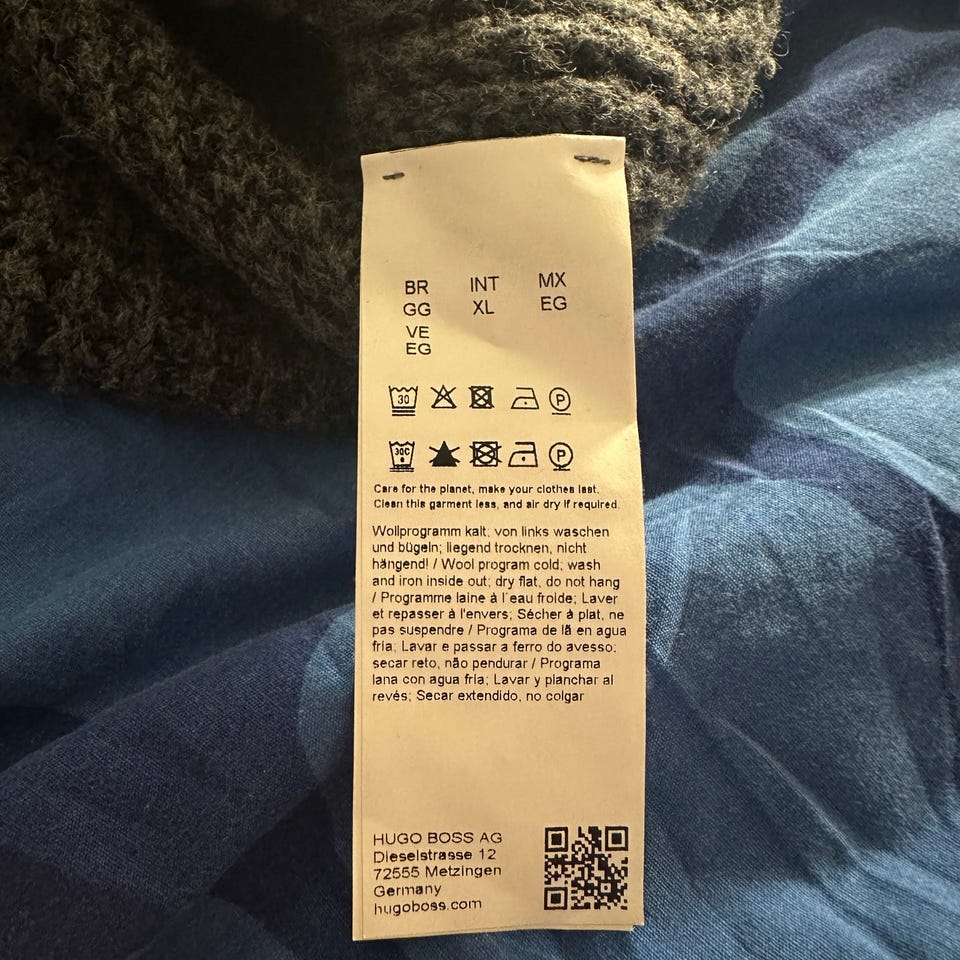 BR INT MX
GG XL EG
VE
EG
30 P
30C P
Care for the planet, make your clothes last.
Clean this garment less, and air dry if required.
Wollprogramm kalt; von links waschen
und bügeln; liegend trocknen, nicht
hängend! / Wool program cold; wash
and iron inside out; dry flat, do not hang
/ Programme laine à l´eau froide; Laver
et repasser à l'envers; Sécher à plat, ne
pas suspendre / Programa de lã en agua
fria; Lavar e passar a ferro do avesso;
secar reto, não pendurar / Programa
lana con agua fría; Lavar y planchar al
revés; Secar extendido, no colgar
HUGO BOSS AG
Dieselstrasse 12
72555 Metzingen
Germany
hugoboss.com